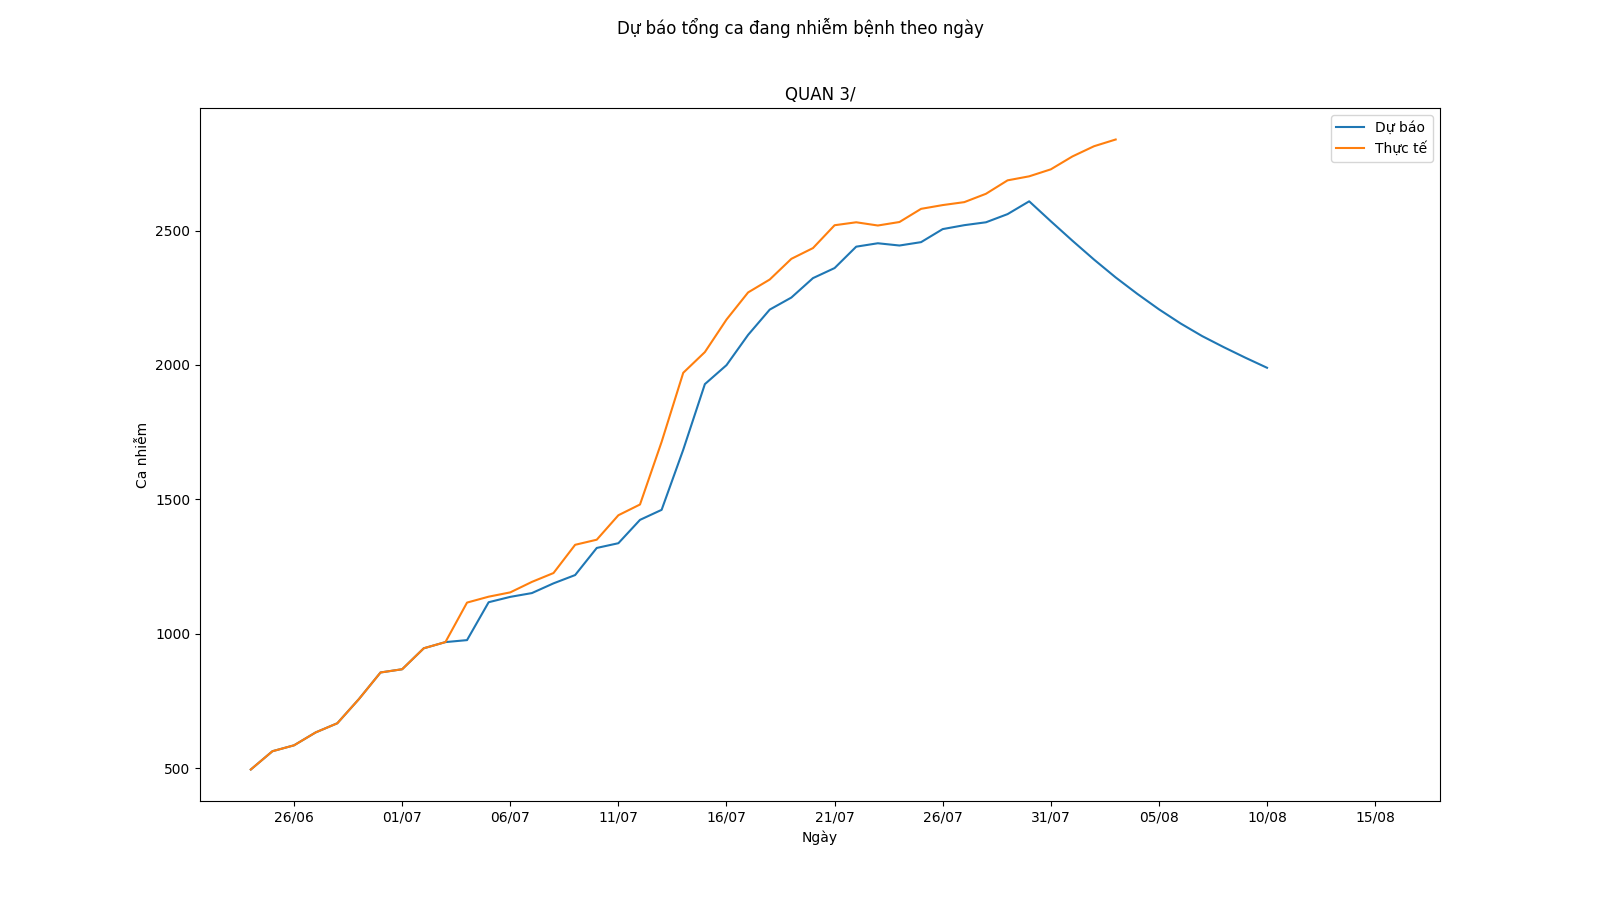 Dự báo tổng ca đang nhiễm bệnh theo ngày
QUAN 3/
Dự báo
Thực tế
Ca nhiễm
2500
2000
1500
1000
500
26/06 01/07 06/07 11/07 16/07 21/07 26/07 31/07 05/08 10/08 15/08
Ngày